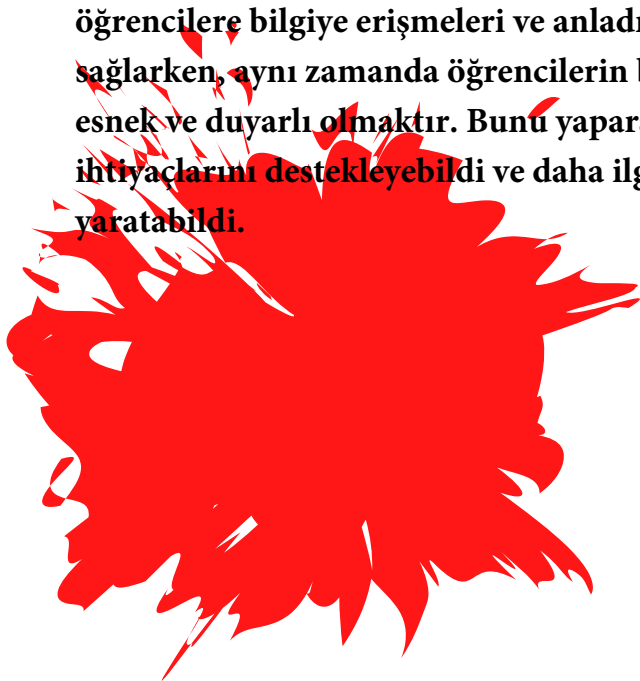 öğrencilere bilgiye erişmeleri ve anladı
sağlarken, aynı zamanda öğrencilerin
esnek ve duyarlı olmaktır. Bunu yapar
ihtiyaçlarını destekleyebildi ve daha ilg
yaratabildi.